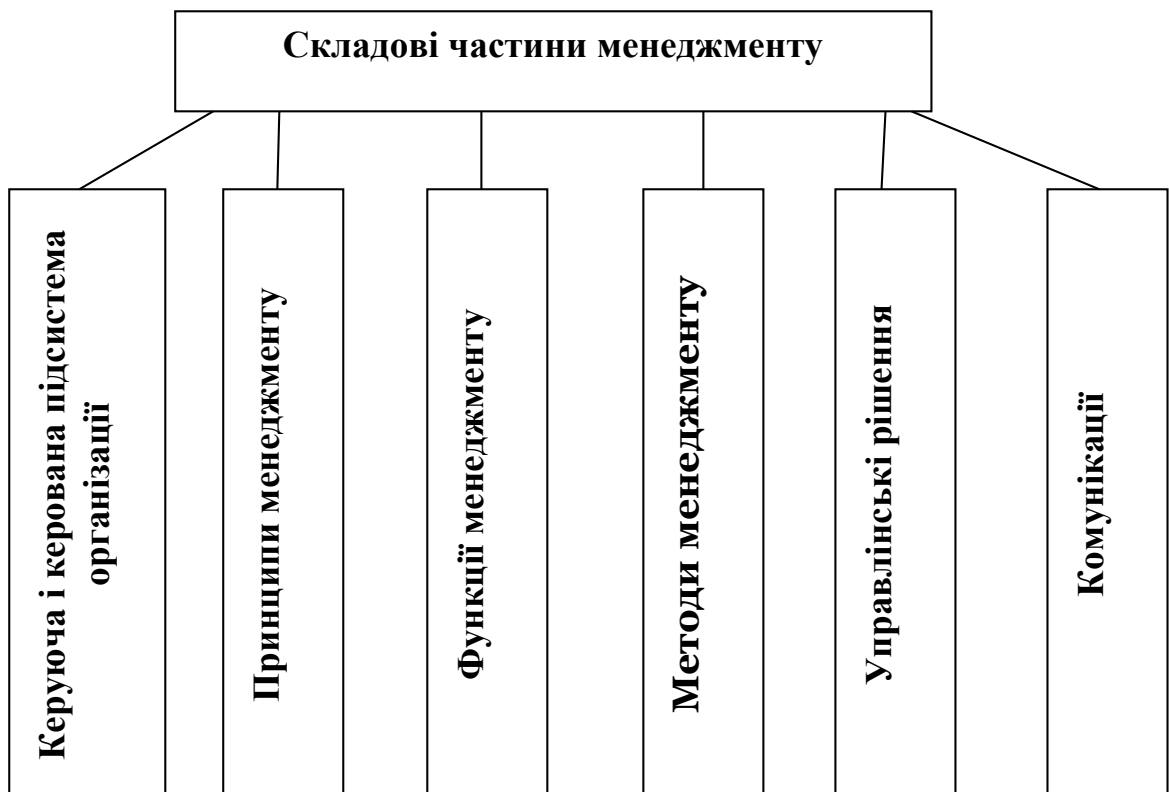 Складові частини менеджменту
Керуюча і керована підсистема
організації
Принципи менеджменту
Функції менеджменту
Методи менеджменту
Управлінські рішення
Комунікації